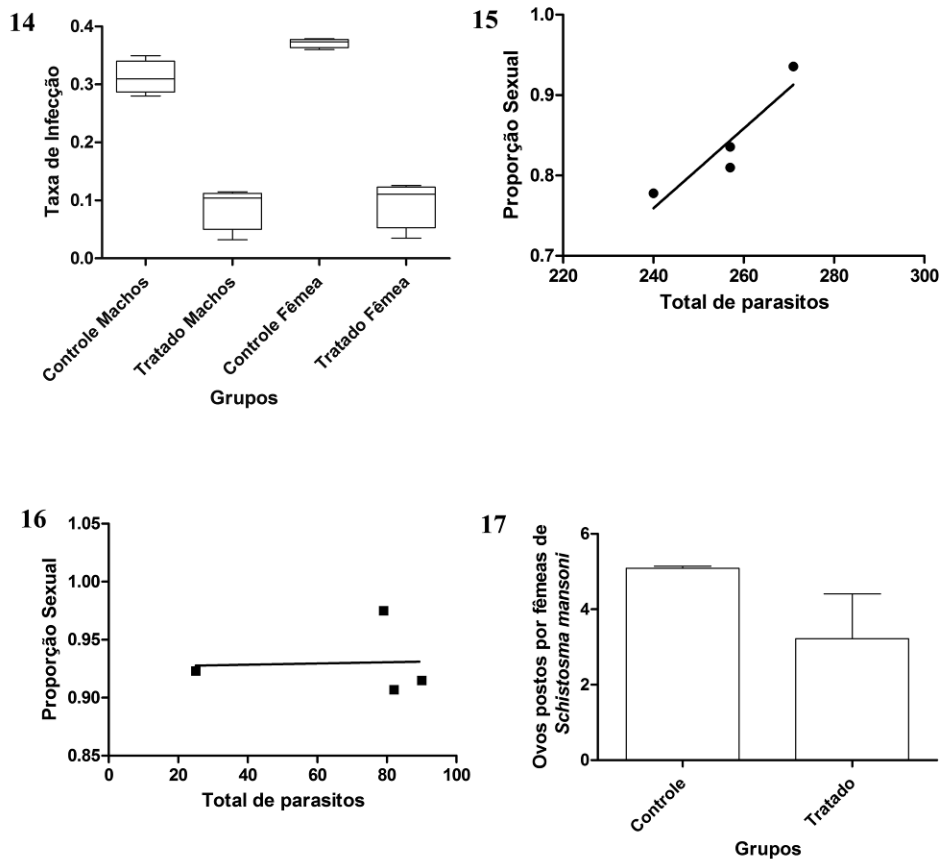 14
Taxa de Infecção
0.4
0.3
0.2
0.1
0.0
Controle Machos
Tratado Machos
Controle Fêmea
Tratado Fêmea
Grupos
15
Proporção Sexual
1.0
0.9
0.8
0.7
220
240
260
280
300
Total de parasitos
16
Proporção Sexual
1.05
1.00
0.95
0.90
0.85
0
20
40
60
80
100
Total de parasitos
17
Ovos postos por fêmeas de
Schistosma mansoni
6
4
2
0
Controle
Tratado
Grupos